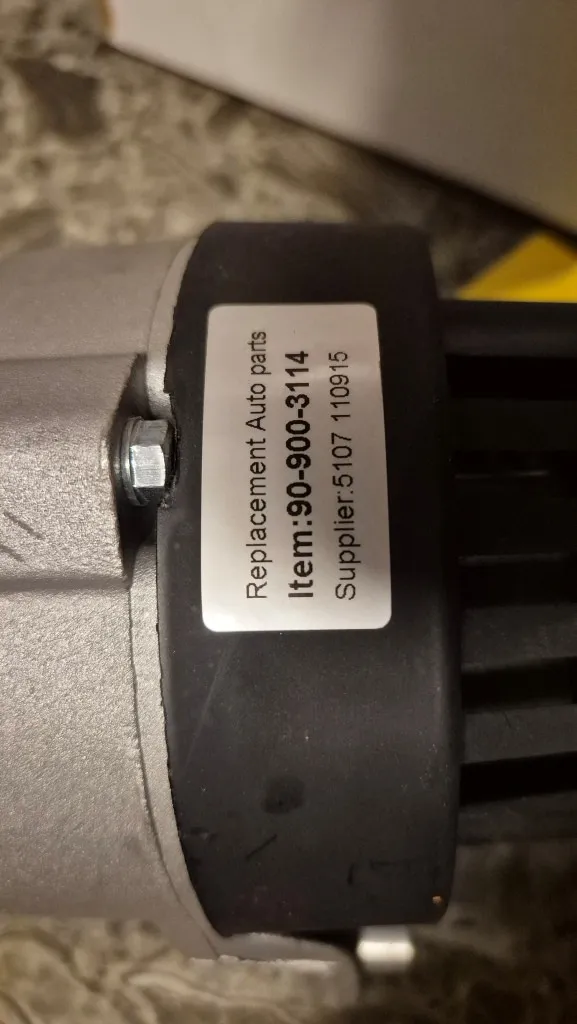 Replacement Auto parts
Item:90-900-3114
Supplier:5107 110915